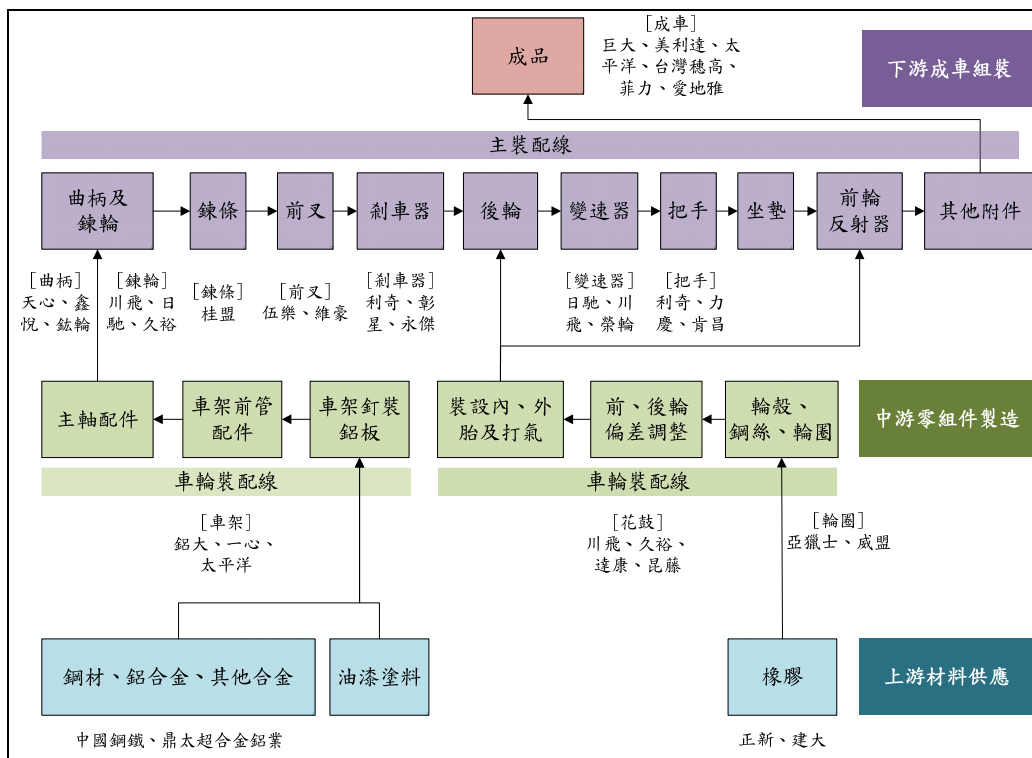 成品
[成車]
巨大、美利達、太
平洋、台灣穗高、
菲力、愛地雅
下游成車組裝
主裝配線
曲柄及
鍊輪
鍊條
前叉
剎車器
後輪
變速器
把手
坐墊
前輪
反射器
其他附件
[曲柄]
天心、鑫
悅、鈜輪
[鍊輪]
川飛、日
馳、久裕
[鍊條]
桂盟
[前叉]
伍樂、維豪
[剎車器]
利奇、彰
星、永傑
[變速器]
日馳、川
飛、榮輪
[把手]
利奇、力
慶、肯昌
主軸配件
車架前管
配件
車架釘裝
鋁板
裝設內、外
胎及打氣
前、後輪
偏差調整
輪殼、
鋼絲、輪圈
中游零組件製造
車輪裝配線
車輪裝配線
[車架]
鋁大、一心、
太平洋
[花鼓]
川飛、久裕、
達康、昆藤
[輪圈]
亞獵士、威盟
鋼材、鋁合金、其他合金
油漆塗料
橡膠
上游材料供應
中國鋼鐵、鼎太超合金鋁業
正新、建大